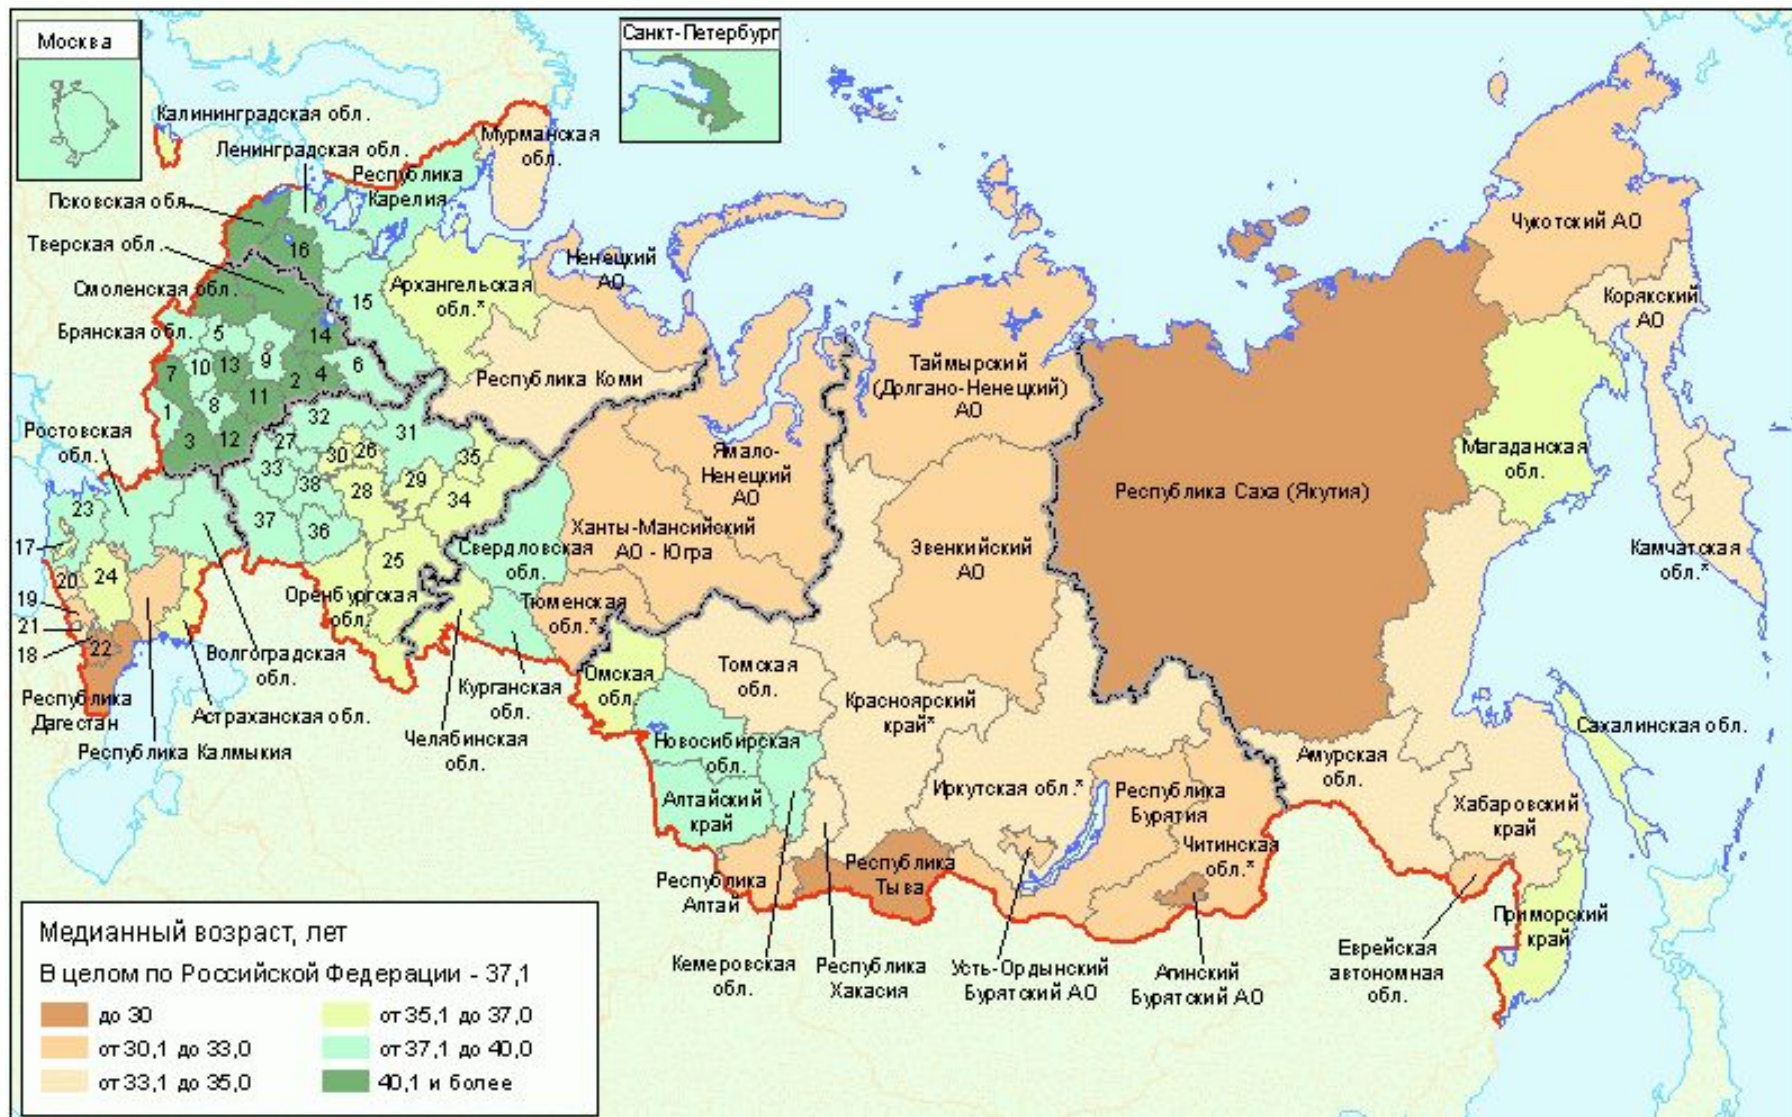 Москва
Санкт-Петербург
Калининградская обл.
Ленинградская обл.
Мурманская
обл.
Республика
Карелия
Псковская обл.
Тверская обл.
Смоленская обл.
Брянская обл.
16
15
14
5
7
10
13
9
6
2
4
1
8
11
3
12
Архангельская
обл.*
Ненецкий
АО
Республика Коми
Чукотский АО
Корякский
АО
Таймырский
(Долгано-Ненецкий)
АО
Ростовская
обл.
32
31
27
30
26
35
33
38
28
29
34
37
36
25
23
17
20
24
19
21
18
22
Ямало-
Ненецкий
АО
Ханты-Мансийский
АО - Югра
Эвенкийский
АО
Республика Саха (Якутия)
Магаданская
обл.
Камчатская
обл.*
Свердловская
обл.
Оренбургская
обл.
Тюменская
обл.*
Волгоградская
обл.
Курганская
обл.
Омская
обл.
Томская
обл.
Красноярский
край*
Республика
Дагестан
Астраханская обл.
Республика Калмыкия
Челябинская
обл.
Новосибирская
обл.
Алтайский
край
Иркутская обл.*
Республика
Бурятия
Читинская
обл.*
Амурская
обл.
Хабаровский
край
Сахалинская обл.
Республика
Алтай
Республика
Тыва
Кемеровская
обл.
Республика
Хакасия
Усть-Ордынский
Бурятский АО
Агинский
Бурятский АО
Еврейская
автономная
обл.
Приморский
край
Медианный возраст, лет
В целом по Российской Федерации - 37,1
до 30
от 30,1 до 33,0
от 33,1 до 35,0
от 35,1 до 37,0
от 37,1 до 40,0
40,1 и более